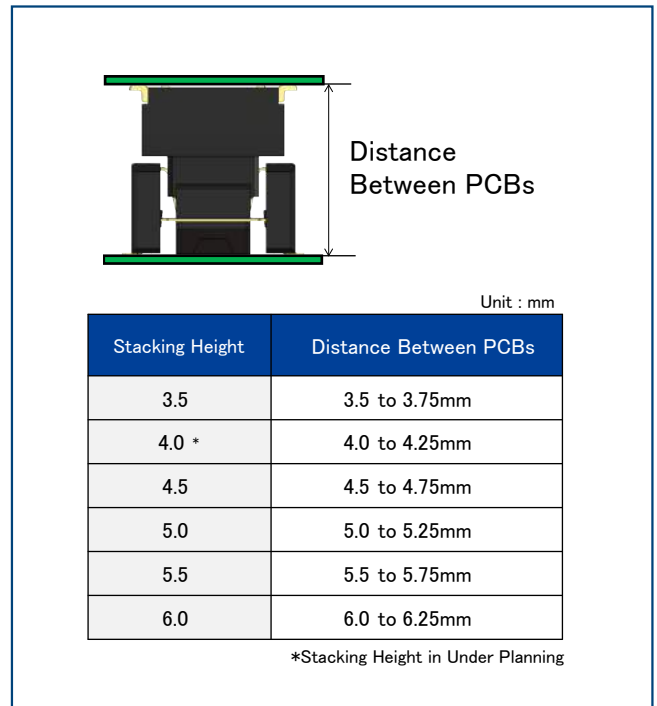 Distance
Between PCBs
Unit : mm
Stacking Height Distance Between PCBs
3.5 3.5 to 3.75mm
4.0 * 4.0 to 4.25mm
4.5 4.5 to 4.75mm
5.0 5.0 to 5.25mm
5.5 5.5 to 5.75mm
6.0 6.0 to 6.25mm
*Stacking Height in Under Planning